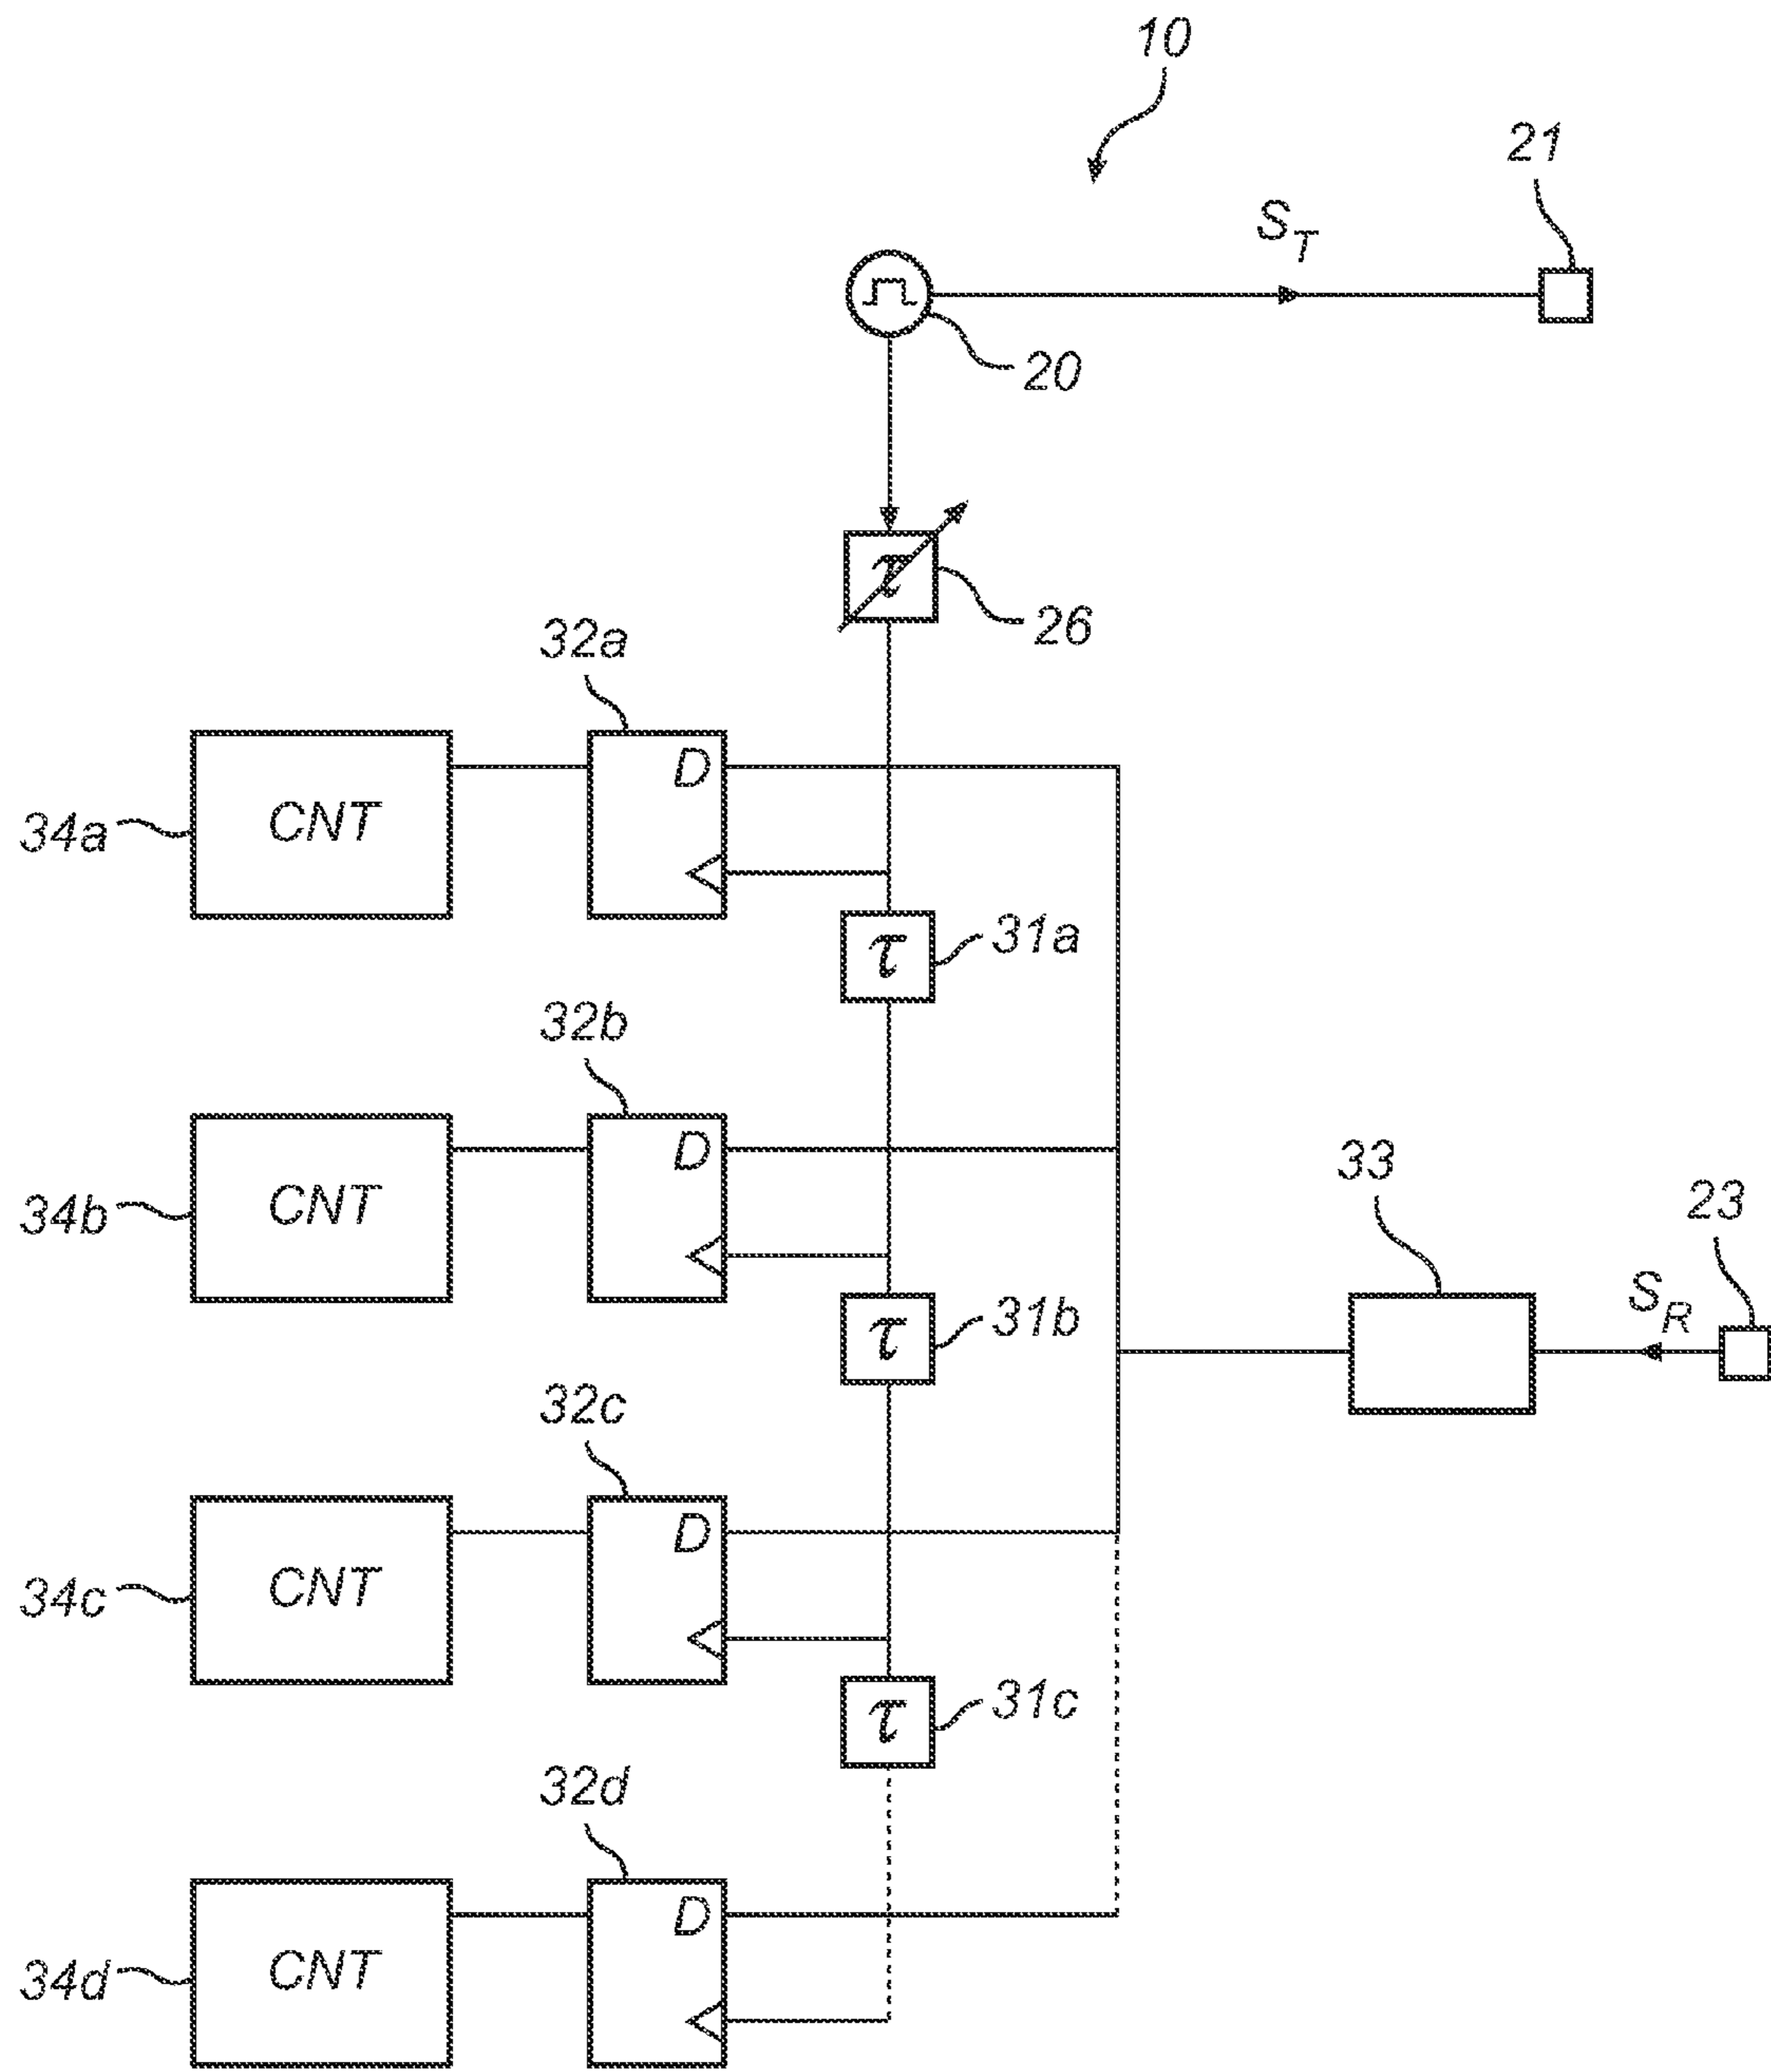 10
21
S_T
20
τ
26
32a
D
CNT
34a
τ
31a
32b
D
33
CNT
34b
23
S_R
τ
31b
32c
D
CNT
34c
τ
31c
32d
D
CNT
34d